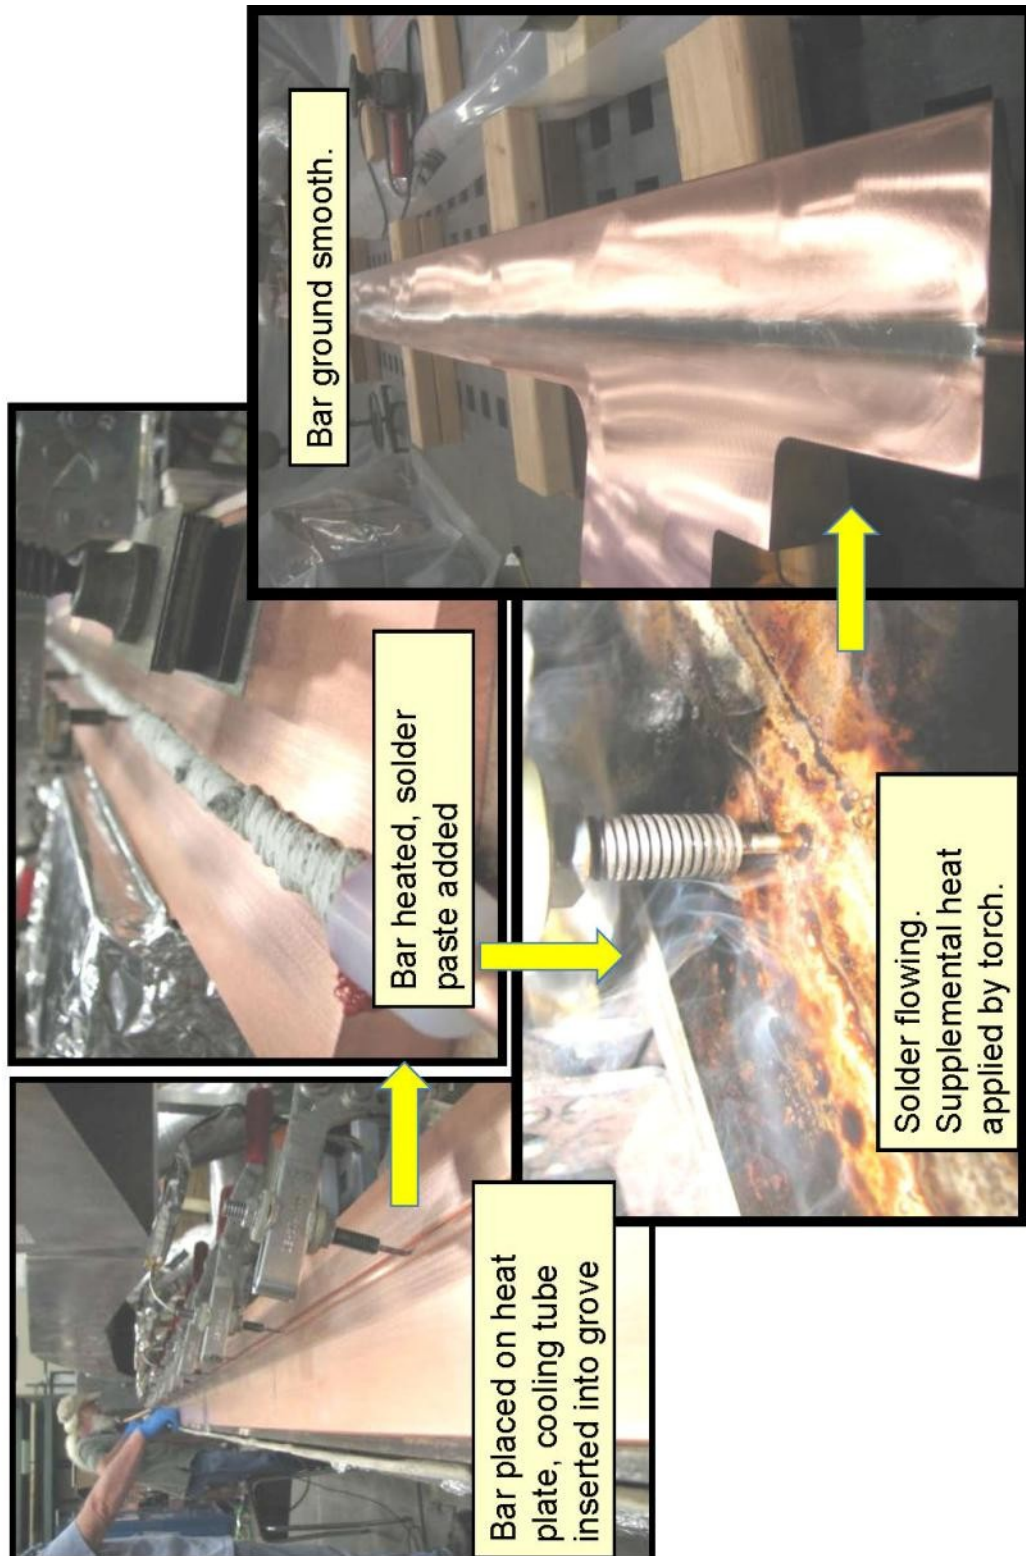 Bar placed on heat
plate, cooling tube
inserted into grove
Bar heated, solder
paste added
Solder flowing.
Supplemental heat
applied by torch.
Bar ground smooth.